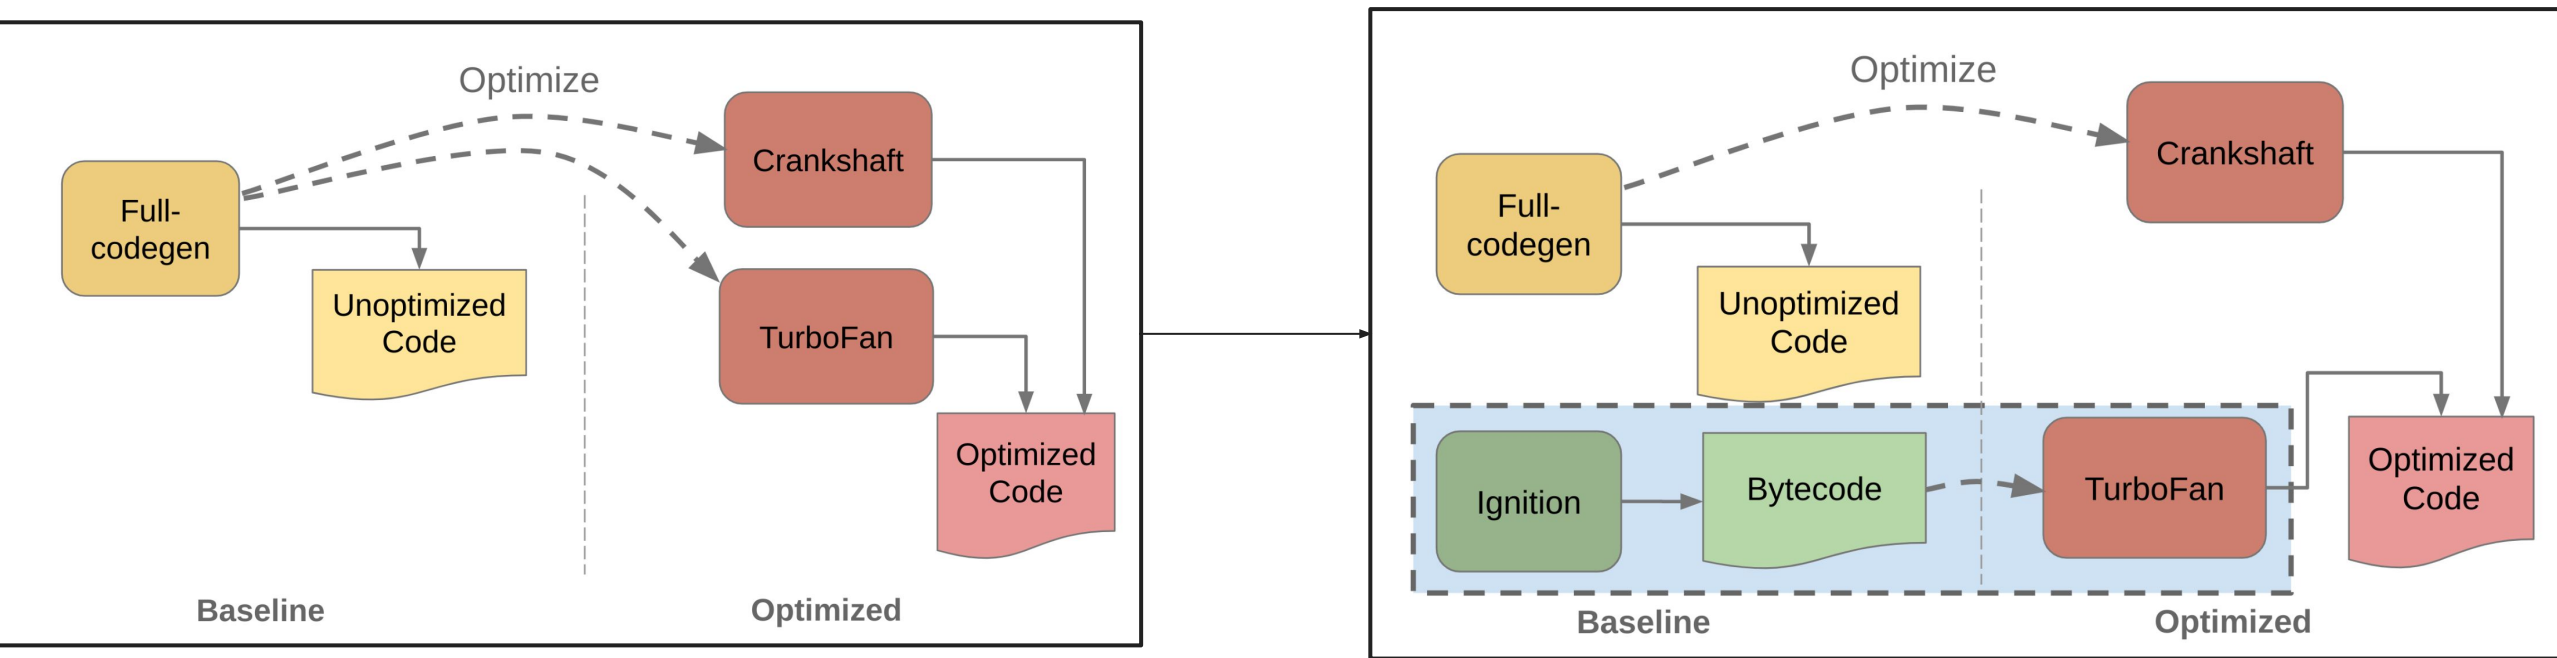 Optimize
Crankshaft
Full-
codegen
Unoptimized
Code
TurboFan
Optimized
Code
Baseline
Optimized
Optimize
Crankshaft
Full-
codegen
Unoptimized
Code
Ignition
Bytecode
TurboFan
Optimized
Code
Baseline
Optimized